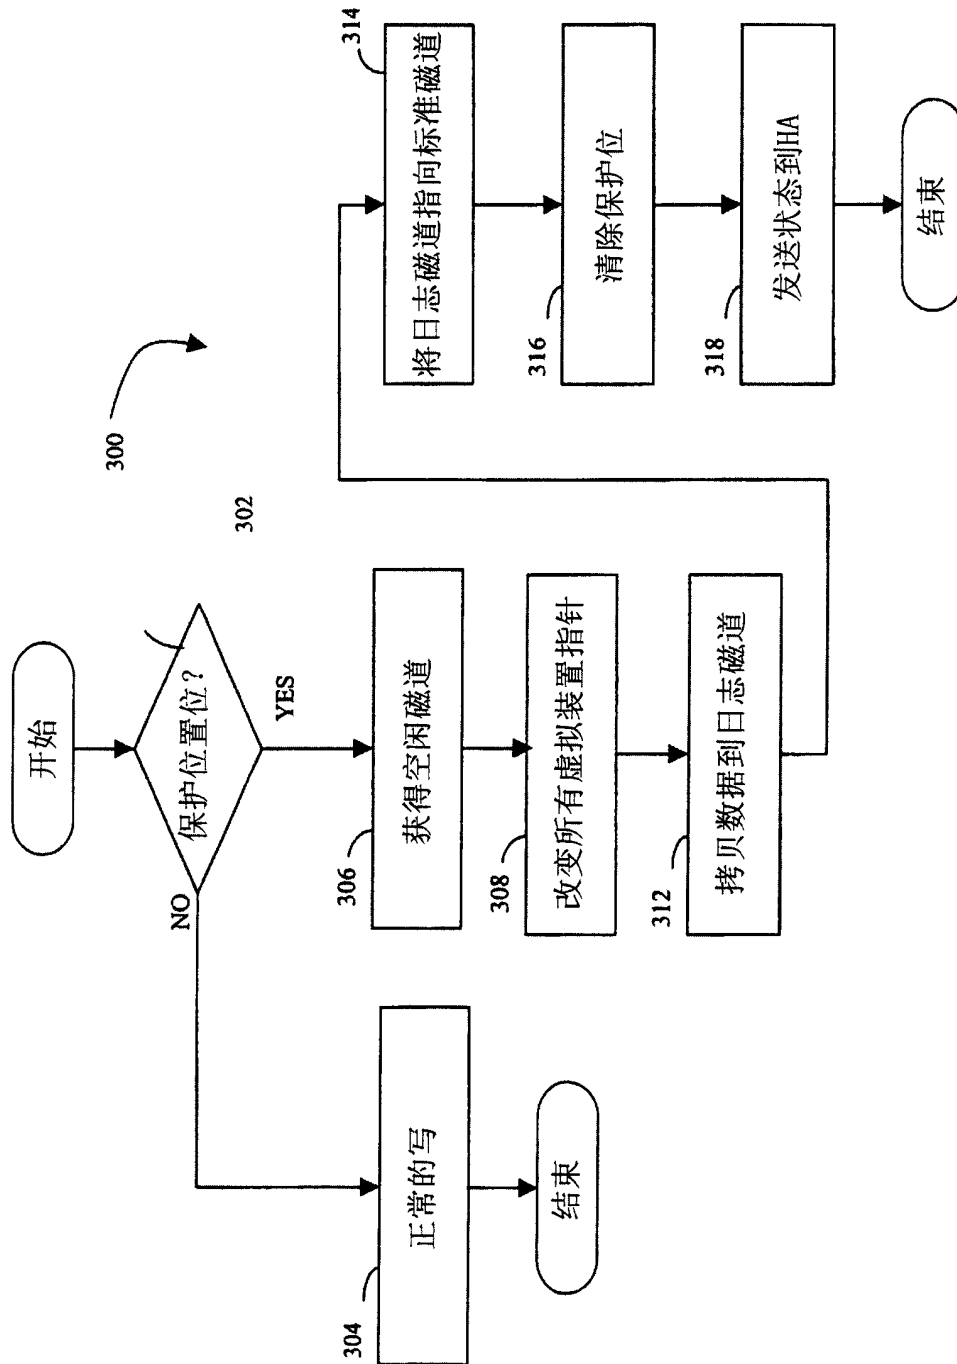 300
开始
保护位置位?
302
NO
YES
304
正常的写
结束
306
获得空闲磁道
308
改变所有虚拟装置指针
312
拷贝数据到日志磁道
314
将日志磁道指向标准磁道
316
清除保护位
318
发送状态到HA
结束